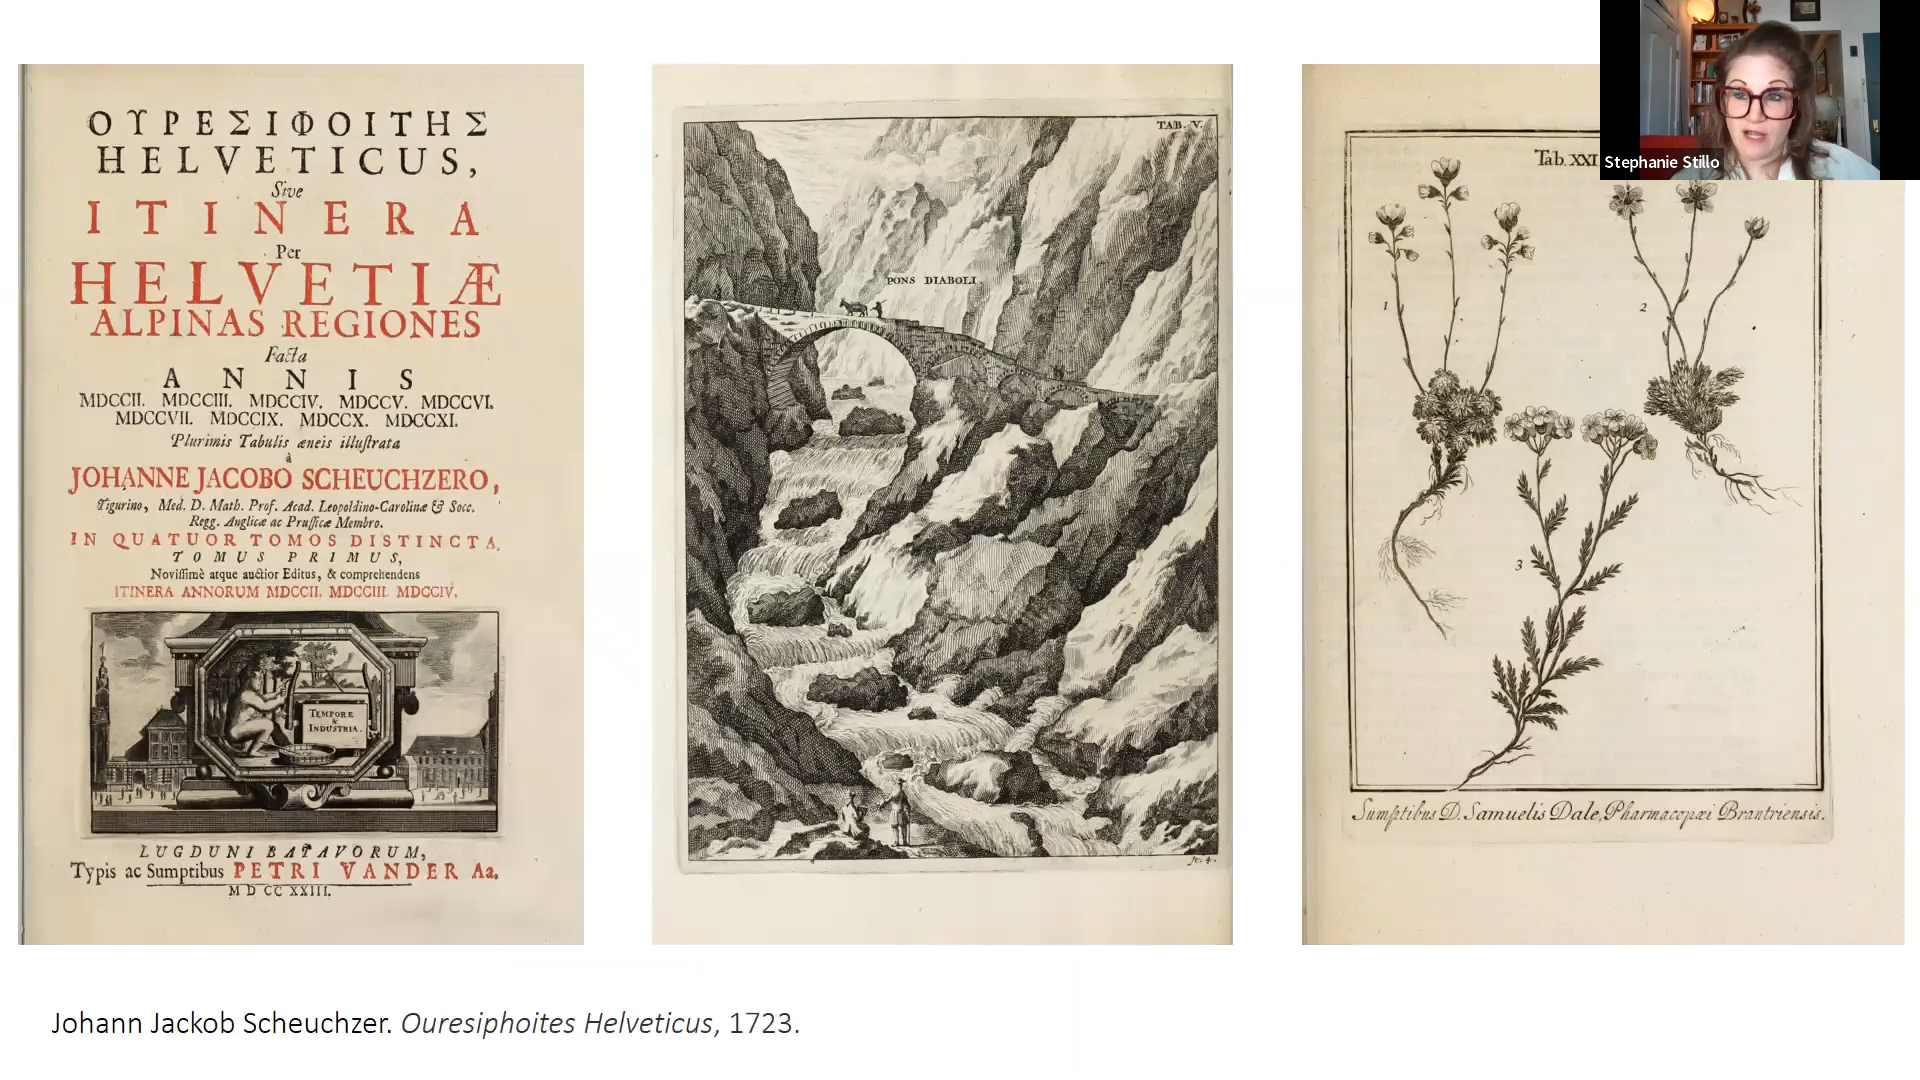 ΟΥΡΕΣΙΦΟΙΤΗΣ
HELVETICUS,
Sive
ITINERA
Per
HELVETIÆ
ALPINAS REGIONES
Facta
ANNIS
MDCCII. MDCCIII. MDCCIV. MDCCV. MDCCVI.
MDCCVII. MDCCIX. MDCCX. MDCCXI.
Plurimis Tabulis æneis illuſtrata
à
JOHANNE JACOBO SCHEUCHZERO,
Tigurino, Med. D. Math. Prof. Acad. Leopoldino-Carolinæ & Socc.
Regg. Anglicæ ac Pruſſicæ Membro.
IN QUATUOR TOMOS DISTINCTA.
TOMUS PRIMUS,
Noviſſimè atque auctior Editus, & comprehendens
ITINERA ANNORUM MDCCII. MDCCIII. MDCCIV.
TEMPORE
&
INDUSTRIA.
LUGDUNI BATAVORUM,
Typis ac Sumptibus PETRI VANDER Aa.
MDCCXXIII.
TAB. V.
PONS DIABOLI.
Tab. XXI
1
2
3
Sumptibus D. Samuelis Dale, Pharmacopæi Brantriensis.
Stephanie Stillo
Johann Jackob Scheuchzer. Ouresiphoites Helveticus, 1723.